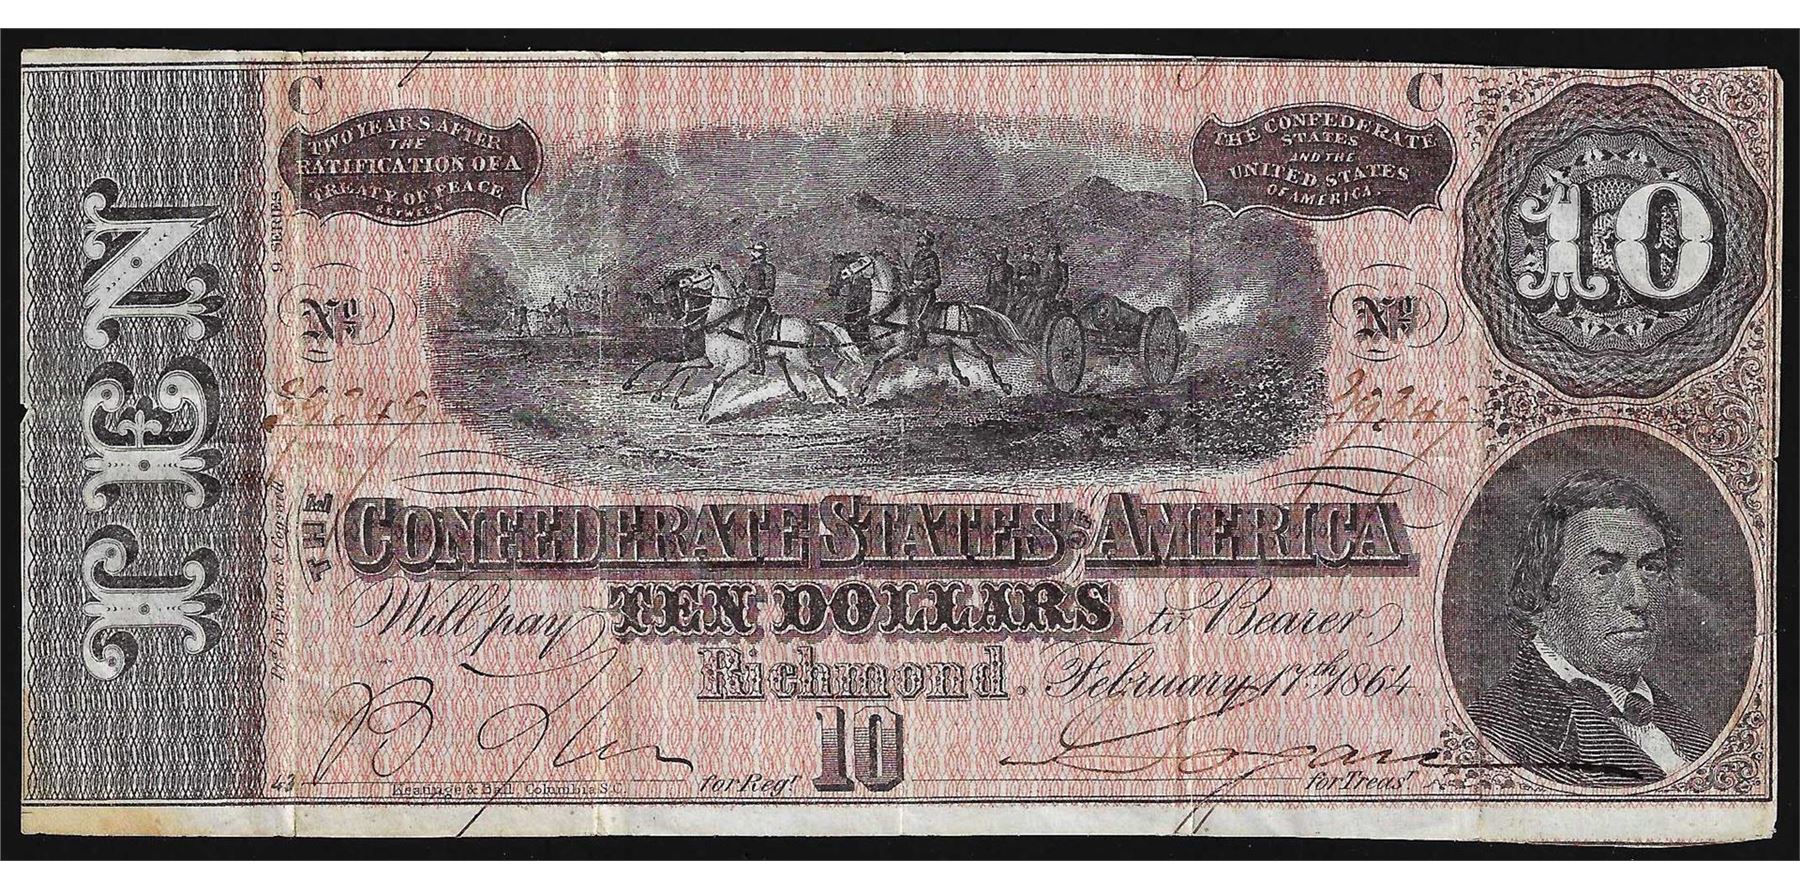 C
C
TWO YEARS AFTER
THE
RATIFICATION OF A
TREATY OF PEACE
BETWEEN
THE CONFEDERATE
STATES
AND THE
UNITED STATES
OF AMERICA.
10
TEN
9 SERIES
No.
No.
THE
CONFEDERATE STATES OF AMERICA
Will pay TEN DOLLARS to Bearer,
Richmond. February 17th 1864.
10
for Regr.
for Treasr.
43
Keatinge & Ball, Columbia S.C.